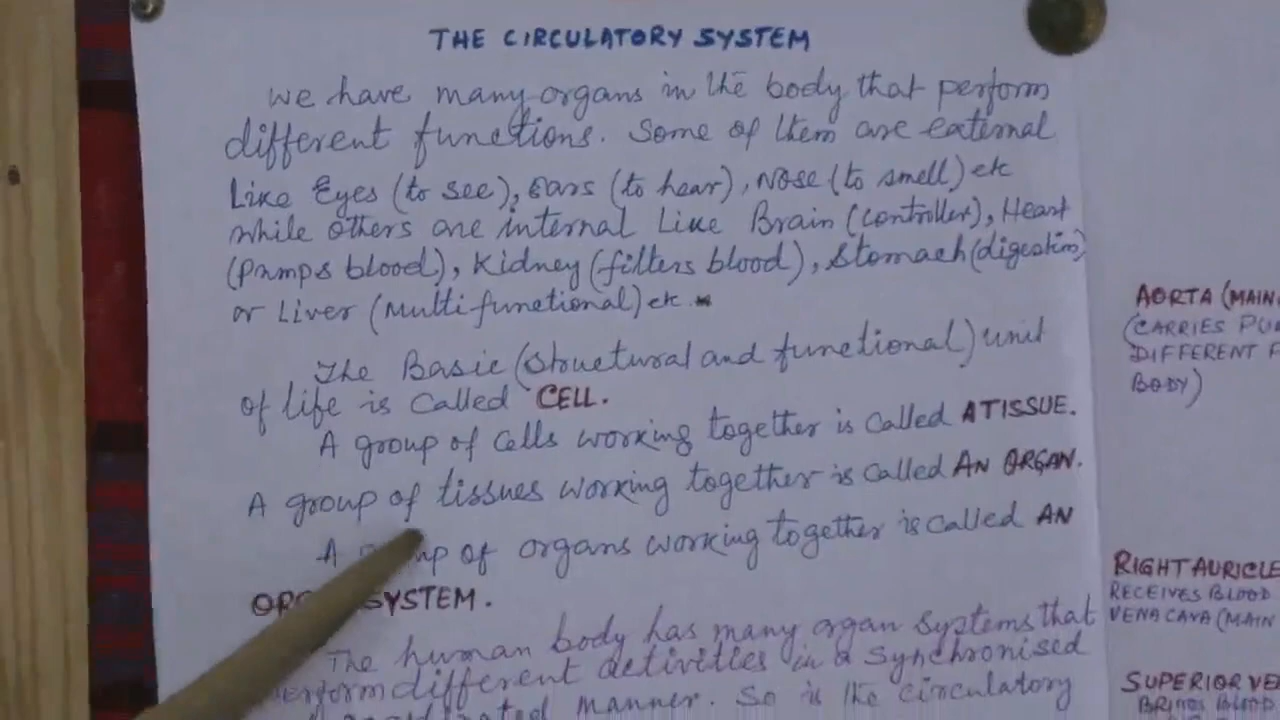 THE CIRCULATORY SYSTEM
We have many organs in the body that perform
different functions. Some of them are external
Like Eyes (to see), Ears (to hear), Nose (to smell) etc
while others are internal Like Brain (controller), Heart
(Pumps blood), Kidney (filters blood), Stomach (digestion)
or Liver (Multifunctional) etc.
The Basic (structural and functional) unit
of life is called CELL.
A group of cells working together is called A TISSUE.
A group of tissues working together is called AN ORGAN.
A group of organs working together is called AN
SYSTEM.
The human body has many organ systems that
different activities in a synchronised
manner. So is the circulatory
AORTA (MAIN
(CARRIES
DIFFERENT
BODY)
RIGHT AURICLE
RECEIVES BLOOD
VENA CAVA (MAIN
SUPERIOR
BRINGS BLOOD